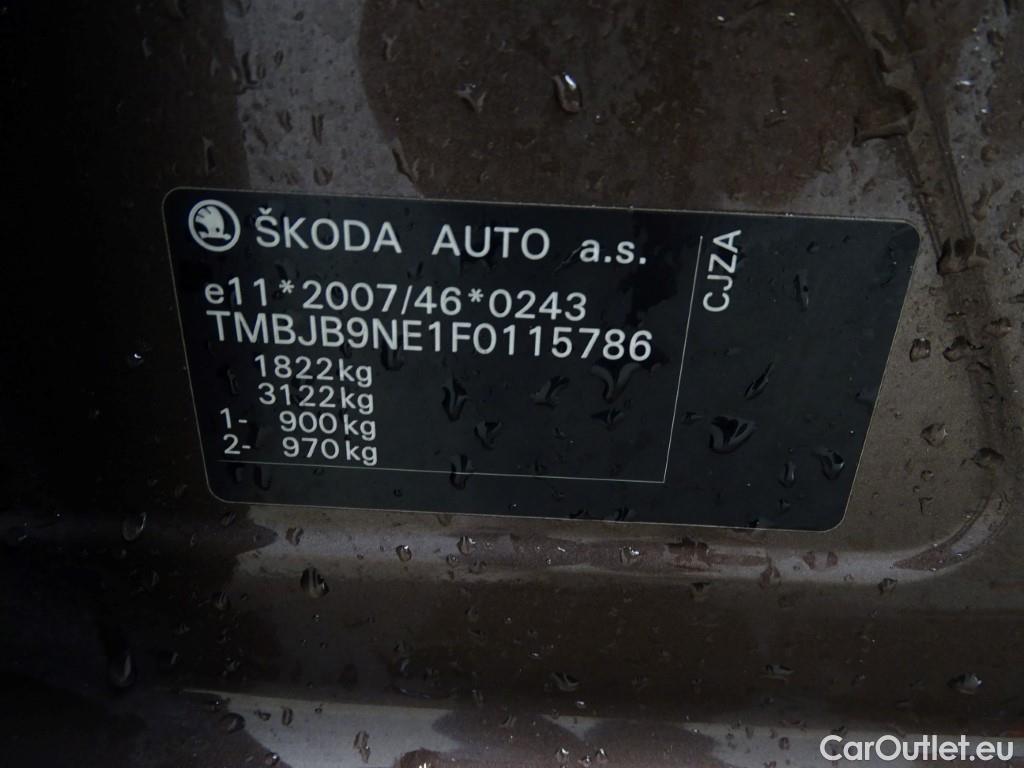 ŠKODA AUTO a.s.
e11*2007/46*0243
TMBJB9NE1F0115786
1822kg
3122kg
1- 900kg
2- 970kg
CJZA
CarOutlet.eu